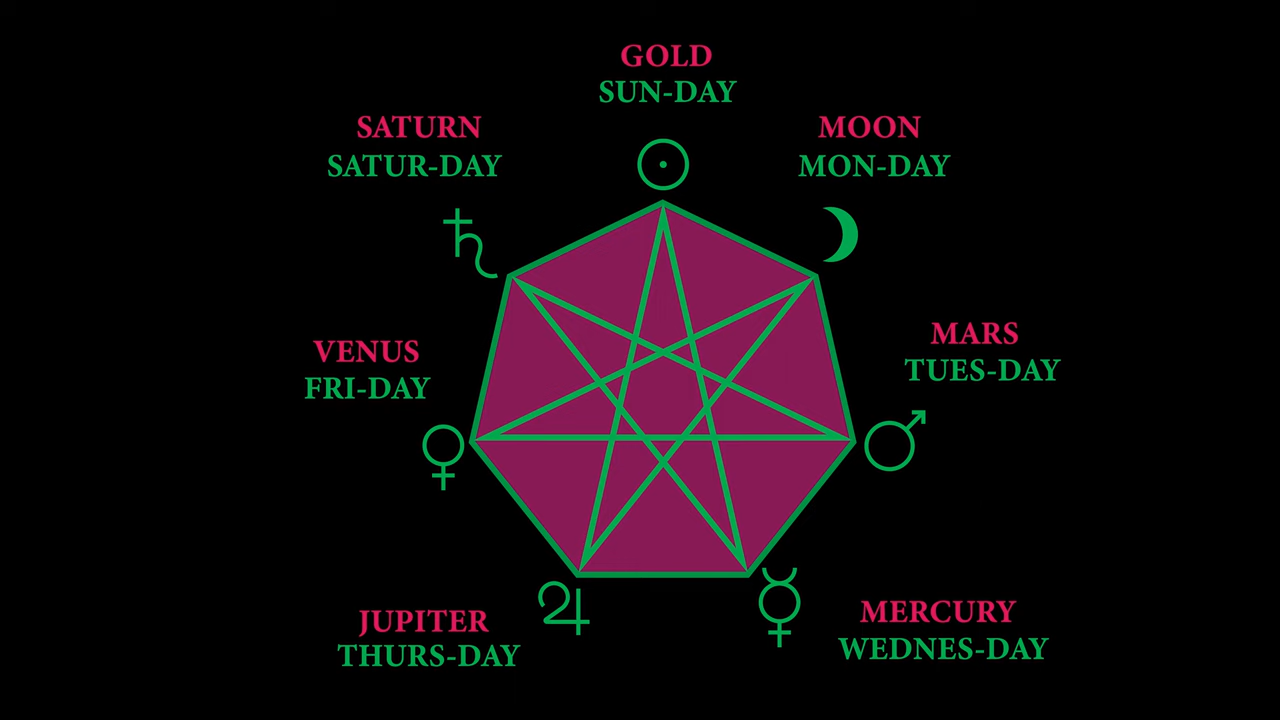 GOLD
SUN-DAY
SATURN
SATUR-DAY
MOON
MON-DAY
VENUS
FRI-DAY
MARS
TUES-DAY
JUPITER
THURS-DAY
MERCURY
WEDNES-DAY